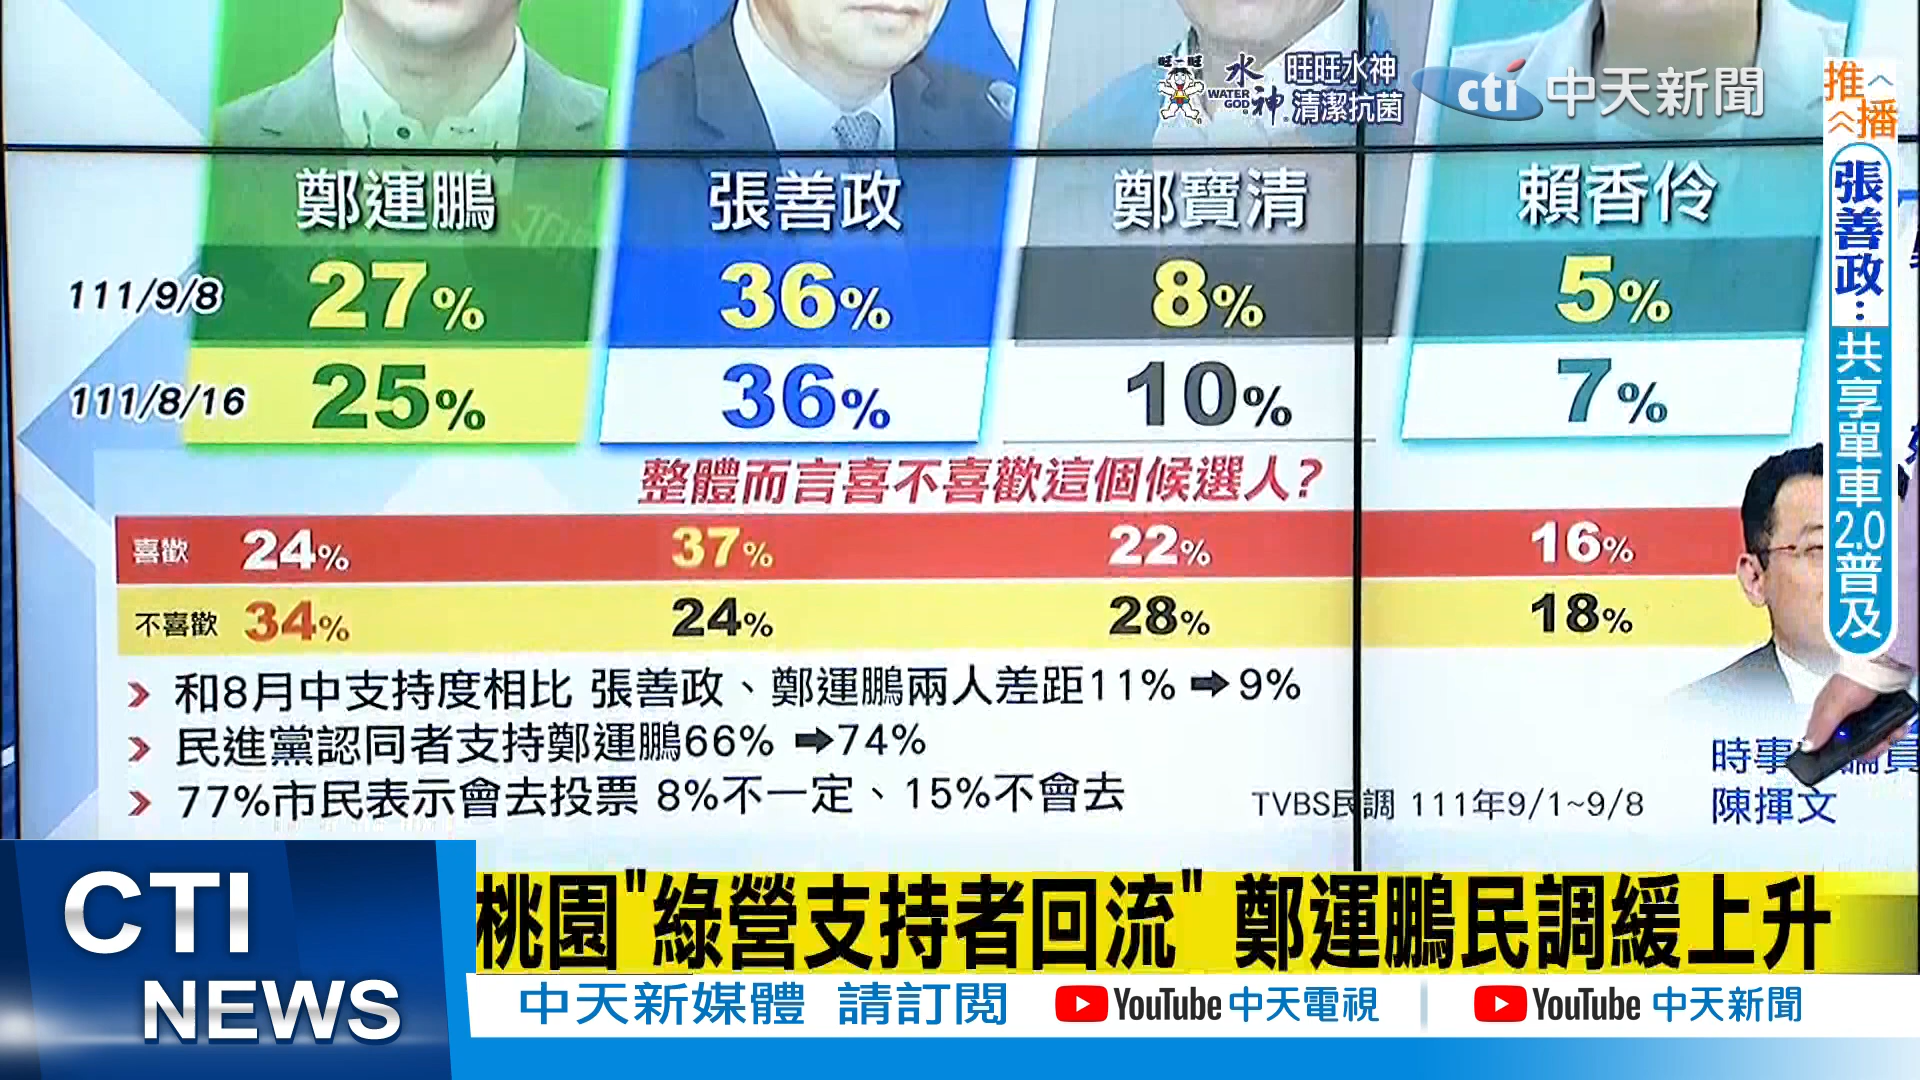 旺旺
水神
WATER GOD
旺旺水神
清潔抗菌
cti 中天新聞
推播
張善政:共享單車2.0普及
鄭運鵬 張善政 鄭寶清 賴香伶
111/9/8 27% 36% 8% 5%
111/8/16 25% 36% 10% 7%
整體而言喜不喜歡這個候選人?
喜歡 24% 37% 22% 16%
不喜歡 34% 24% 28% 18%
和8月中支持度相比 張善政、鄭運鵬兩人差距11% ➡ 9%
民進黨認同者支持鄭運鵬66% ➡74%
77%市民表示會去投票 8%不一定、15%不會去
TVBS民調 111年9/1~9/8
時事
陳揮文
CTI NEWS
桃園"綠營支持者回流" 鄭運鵬民調緩上升
中天新媒體 請訂閱 YouTube 中天電視 | YouTube 中天新聞